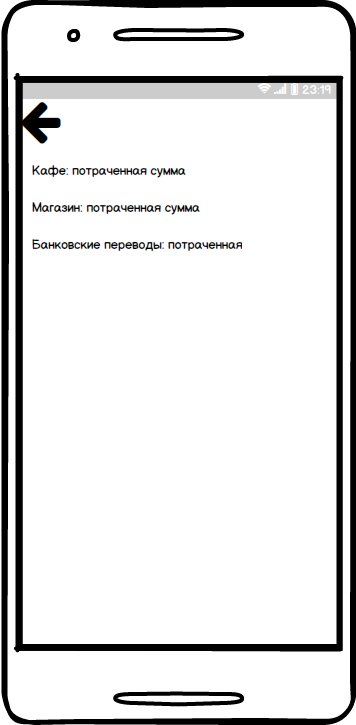 23:19
Кафе: потраченная сумма
Магазин: потраченная сумма
Банковские переводы: потраченная